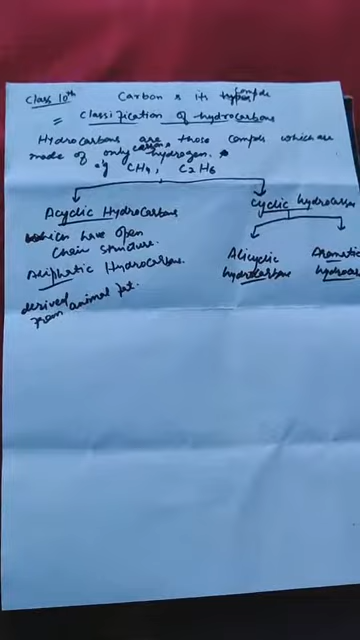 Class 10th Carbon & its compds
= Classification of hydrocarbons
Hydrocarbons are those compds which are
made of only carbon hydrogen.
eg CH4, C2H6
Acyclic Hydrocarbons
which have open
chain structure.
Aliphatic Hydrocarbons.
derived
from animal fat.
Cyclic hydrocarbon
Alicyclic
hydrocarbons
Aromatic
hydrocar